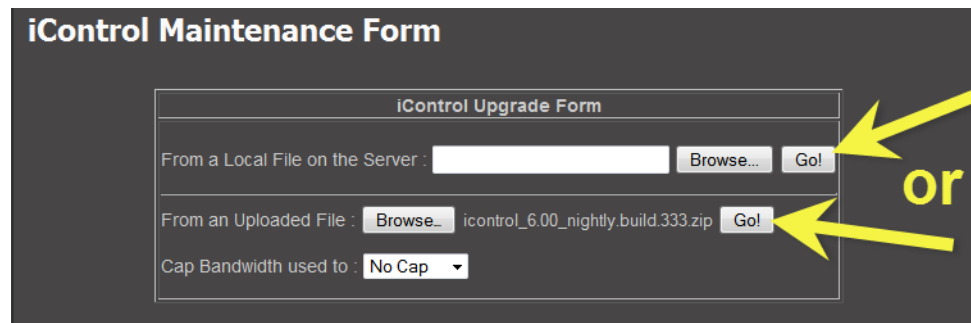 iControl Maintenance Form
iControl Upgrade Form
From a Local File on the Server :
Browse...
Go!
or
From an Uploaded File :
Browse...
icontrol_6.00_nightly.build.333.zip
Go!
Cap Bandwidth used to :
No Cap